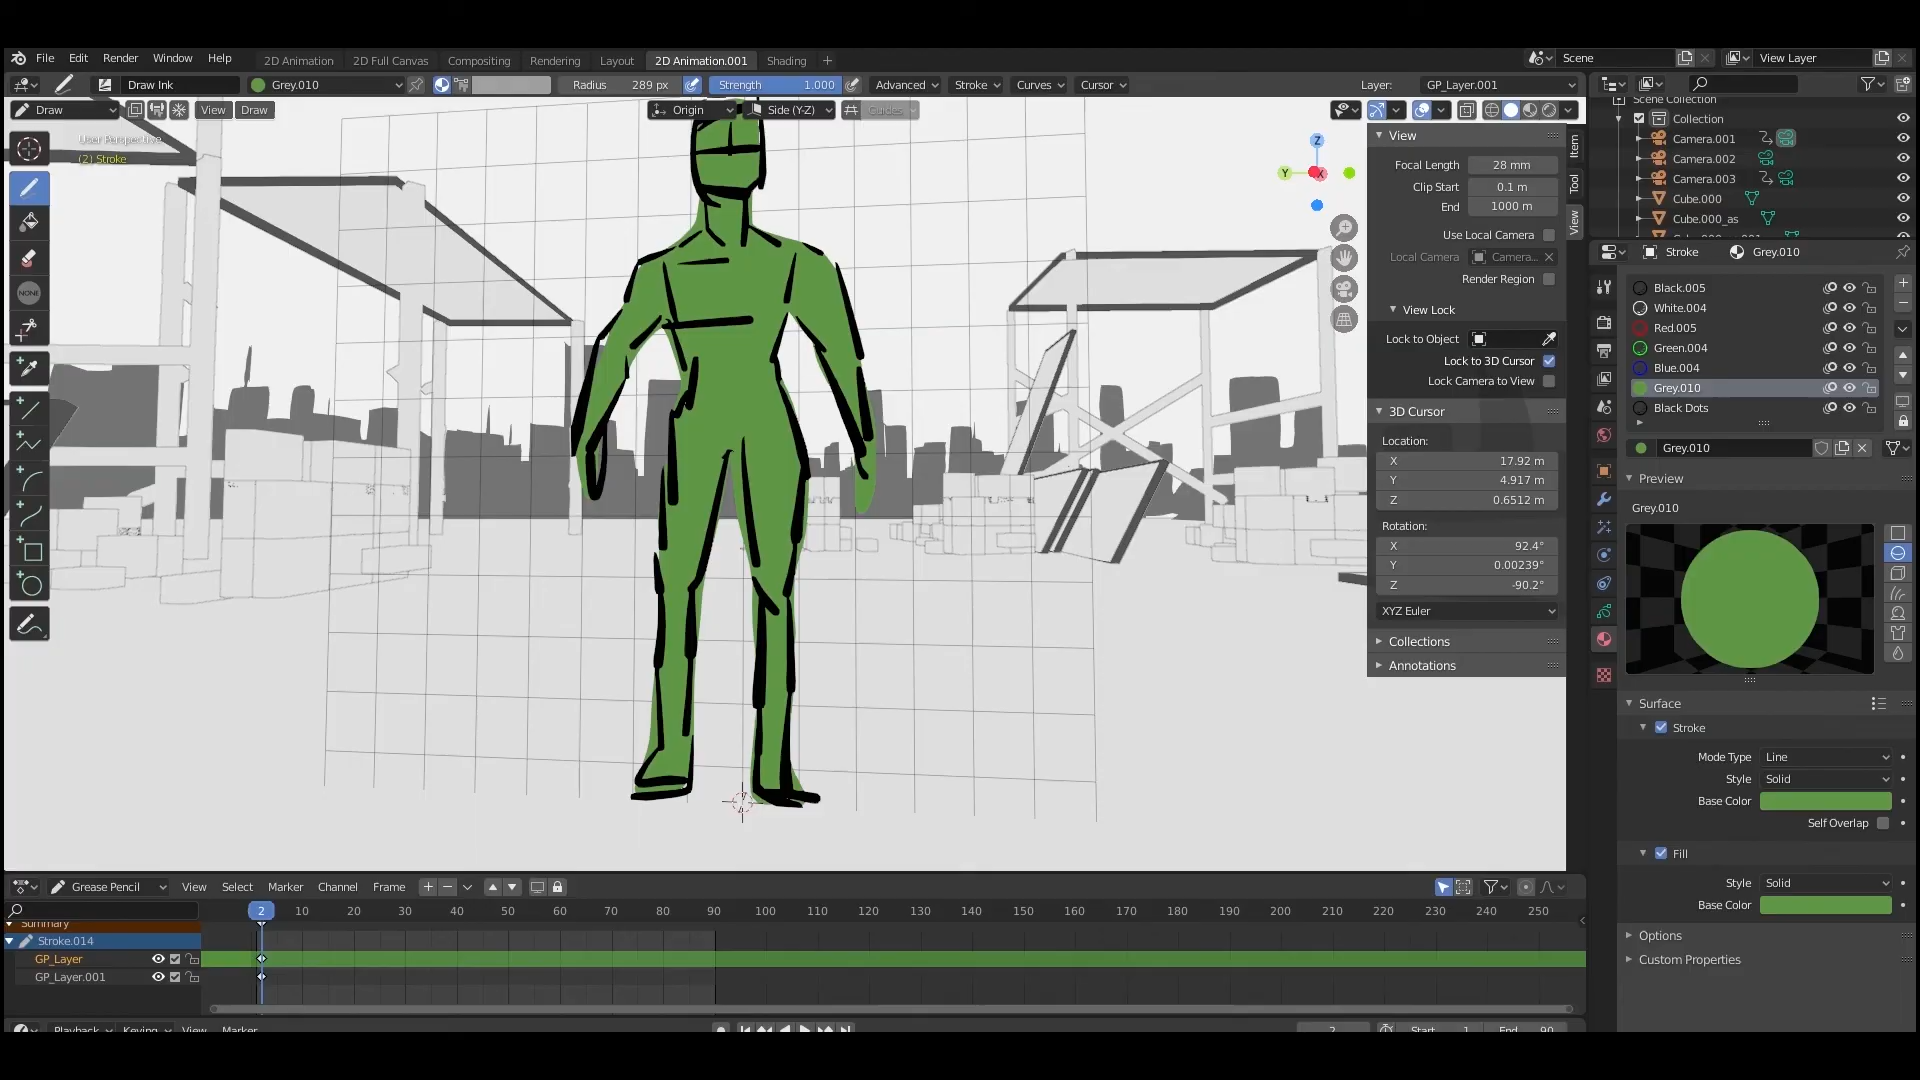 File Edit Render Window Help 2D Animation 2D Full Canvas Compositing Rendering Layout 2D Animation.001 Shading + Scene View Layer
Draw Ink Grey.010 Radius 289 px Strength 1.000 Advanced Stroke Curves Cursor Layer: GP_Layer.001
Draw View Draw Origin Side (Y-Z) Guides
User Perspective
(2) Stroke
NONE
Z
Y
X
View
Focal Length 28 mm
Clip Start 0.1 m
End 1000 m
Use Local Camera
Local Camera Camera...
Render Region
View Lock
Lock to Object
Lock to 3D Cursor
Lock Camera to View
3D Cursor
Location:
X 17.92 m
Y 4.917 m
Z 0.6512 m
Rotation:
X 92.4°
Y 0.00239°
Z -90.2°
XYZ Euler
Collections
Annotations
Item
Tool
View
Scene Collection
Collection
Camera.001
Camera.002
Camera.003
Cube.000
Cube.000_as
Stroke Grey.010
Black.005
White.004
Red.005
Green.004
Blue.004
Grey.010
Black Dots
Grey.010
Preview
Grey.010
Surface
Stroke
Mode Type Line
Style Solid
Base Color
Self Overlap
Fill
Style Solid
Base Color
Options
Custom Properties
Grease Pencil View Select Marker Channel Frame
2 10 20 30 40 50 60 70 80 90 100 110 120 130 140 150 160 170 180 190 200 210 220 230 240 250
Summary
Stroke.014
GP_Layer
GP_Layer.001
Playback Keying View Marker 2 Start 1 End 90